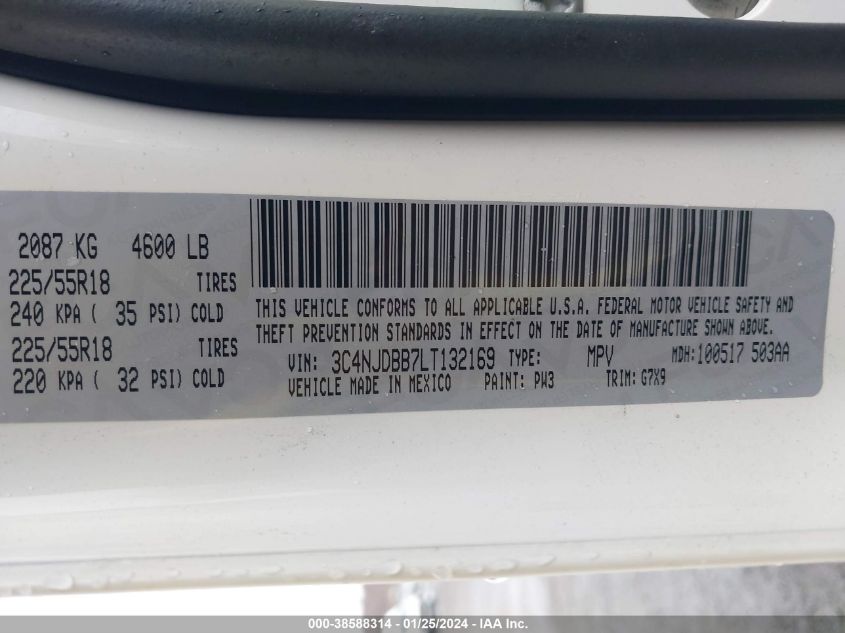 2087 KG 4600 LB
225/55R18 TIRES
240 KPA ( 35 PSI) COLD
225/55R18 TIRES
220 KPA ( 32 PSI) COLD
THIS VEHICLE CONFORMS TO ALL APPLICABLE U.S.A. FEDERAL MOTOR VEHICLE SAFETY AND
THEFT PREVENTION STANDARDS IN EFFECT ON THE DATE OF MANUFACTURE SHOWN ABOVE.
VIN: 3C4NJDBB7LT132169 TYPE: MPV MDH:100517 503AA
VEHICLE MADE IN MEXICO PAINT: PW3 TRIM: G7X9
000-38588314 - 01/25/2024 - IAA Inc.